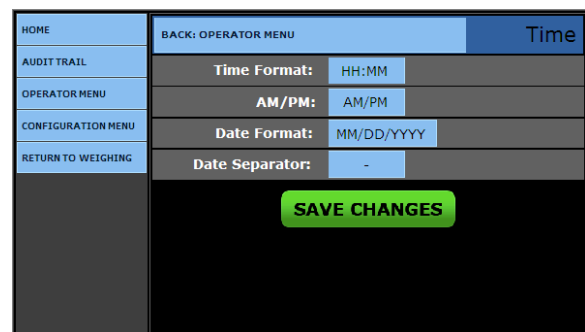 HOME
AUDIT TRAIL
OPERATOR MENU
CONFIGURATION MENU
RETURN TO WEIGHING
BACK: OPERATOR MENU
Time
Time Format: HH:MM
AM/PM: AM/PM
Date Format: MM/DD/YYYY
Date Separator: -
SAVE CHANGES